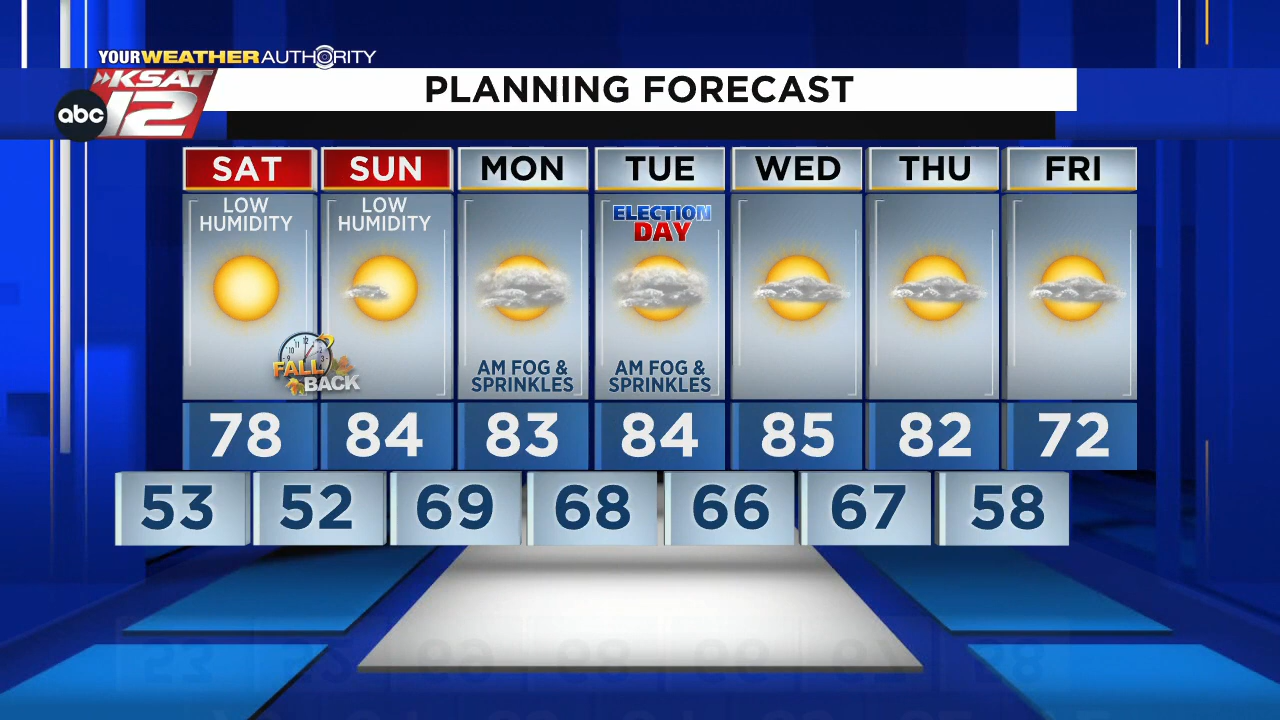 YOURWEATHERAUTHORITY
KSAT
abc 12
PLANNING FORECAST
SAT SUN MON TUE WED THU FRI
LOW HUMIDITY
LOW HUMIDITY
ELECTION DAY
FALL BACK
AM FOG & SPRINKLES
AM FOG & SPRINKLES
78 84 83 84 85 82 72
53 52 69 68 66 67 58